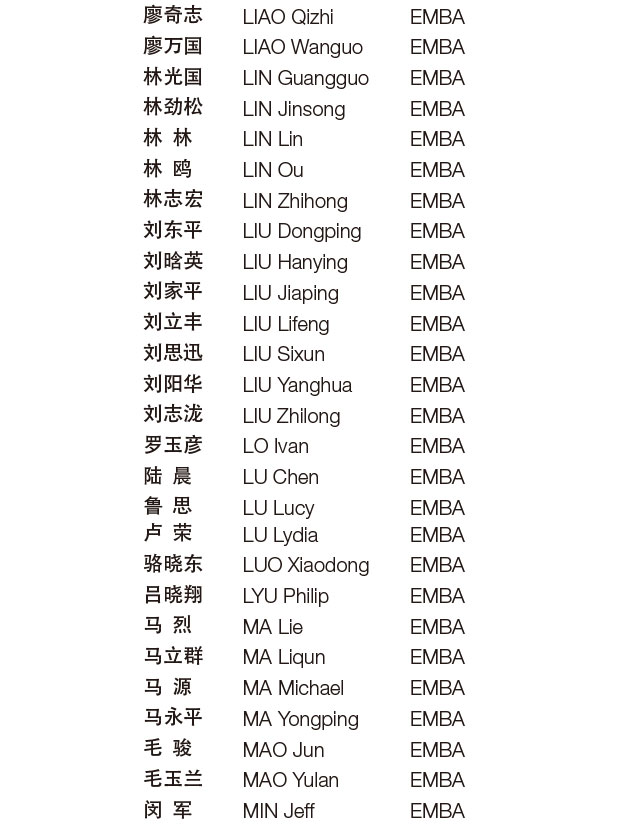 廖奇志 LIAO Qizhi EMBA
廖万国 LIAO Wanguo EMBA
林光国 LIN Guangguo EMBA
林劲松 LIN Jinsong EMBA
林 林 LIN Lin EMBA
林 鸥 LIN Ou EMBA
林志宏 LIN Zhihong EMBA
刘东平 LIU Dongping EMBA
刘晗英 LIU Hanying EMBA
刘家平 LIU Jiaping EMBA
刘立丰 LIU Lifeng EMBA
刘思迅 LIU Sixun EMBA
刘阳华 LIU Yanghua EMBA
刘志泷 LIU Zhilong EMBA
罗玉彦 LO Ivan EMBA
陆 晨 LU Chen EMBA
鲁 思 LU Lucy EMBA
卢 荣 LU Lydia EMBA
骆晓东 LUO Xiaodong EMBA
吕晓翔 LYU Philip EMBA
马 烈 MA Lie EMBA
马立群 MA Liqun EMBA
马 源 MA Michael EMBA
马永平 MA Yongping EMBA
毛 骏 MAO Jun EMBA
毛玉兰 MAO Yulan EMBA
闵 军 MIN Jeff EMBA